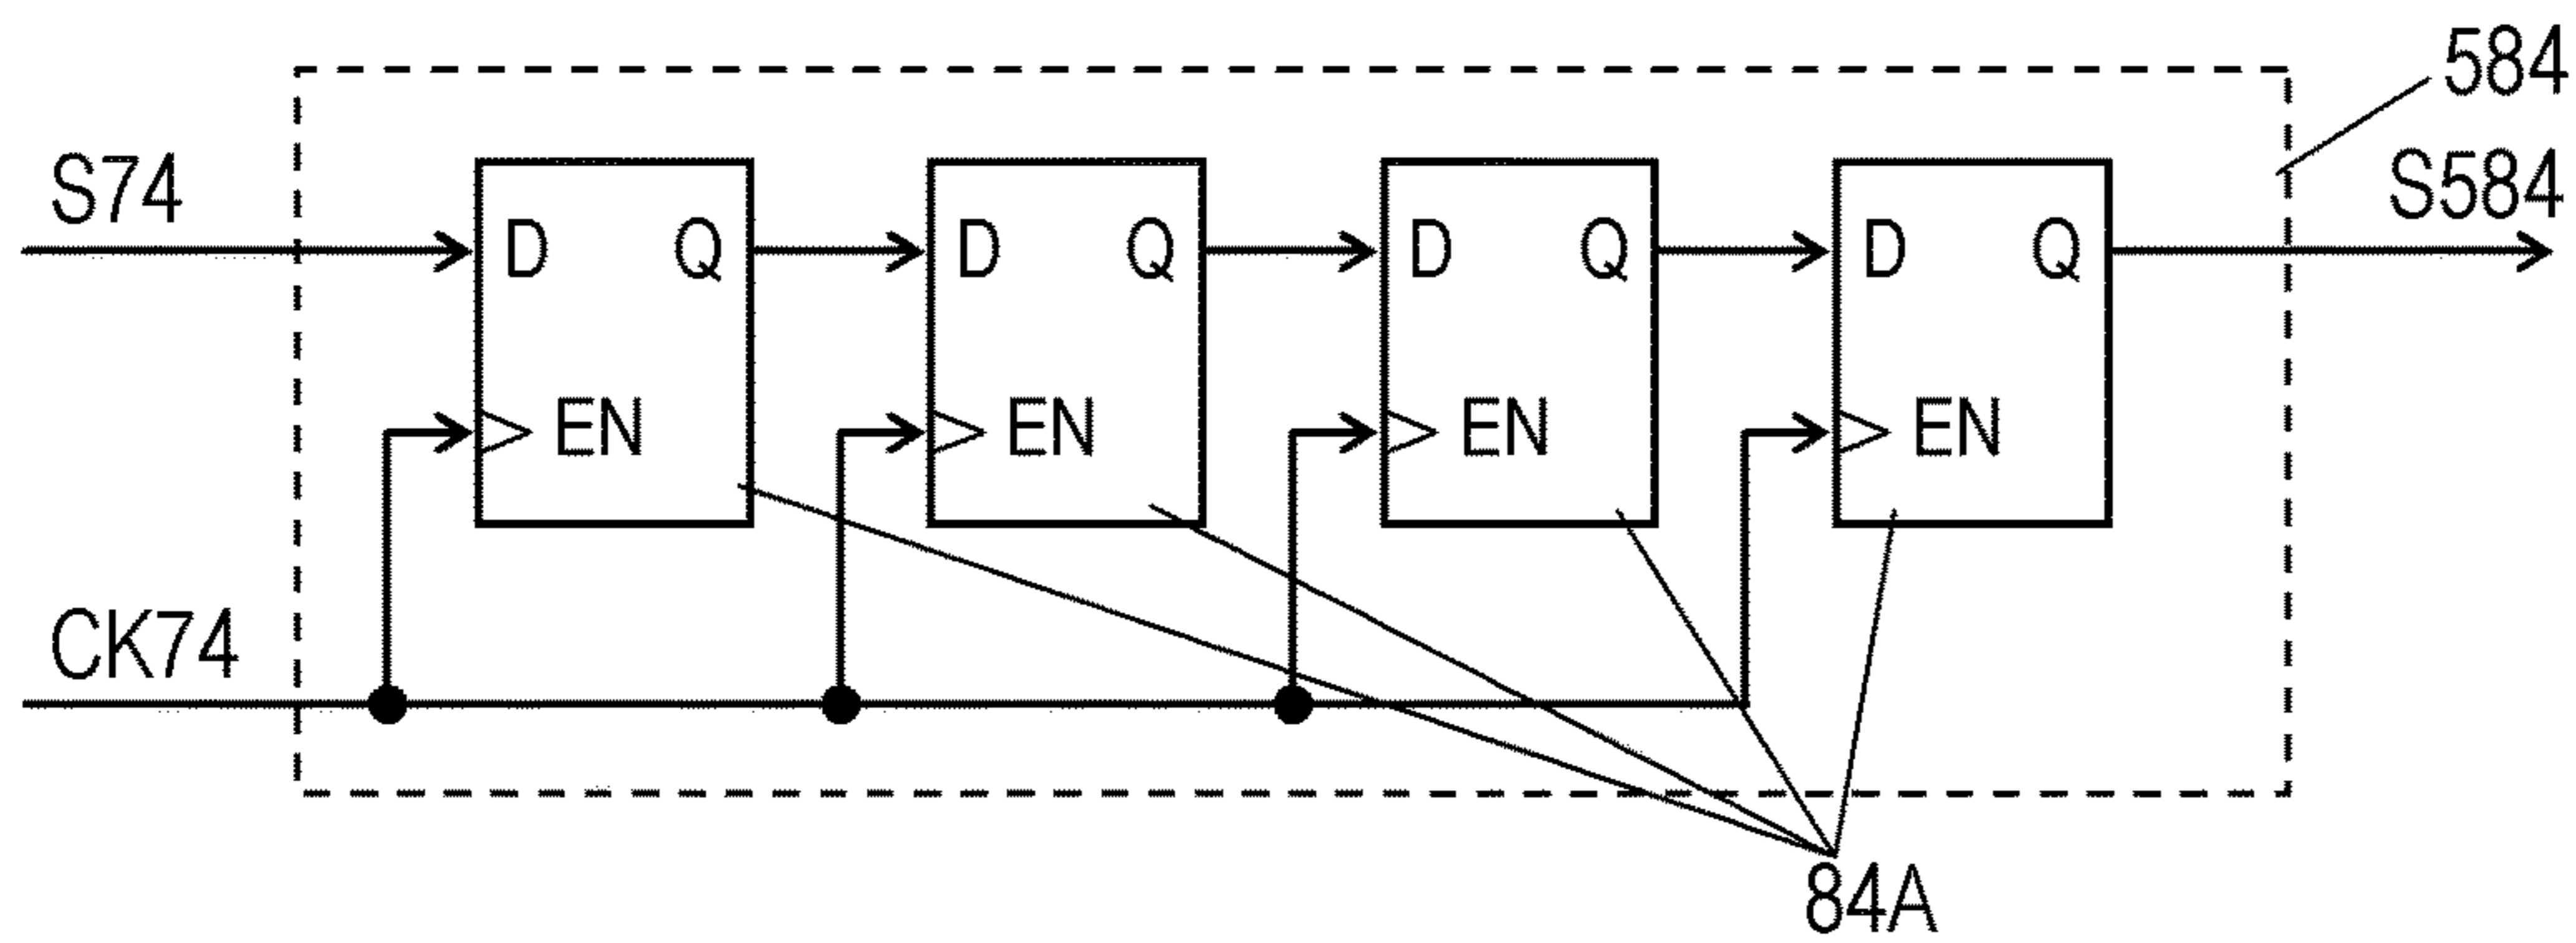 584
S74
S584
D Q D Q D Q D Q
EN EN EN EN
CK74
84A